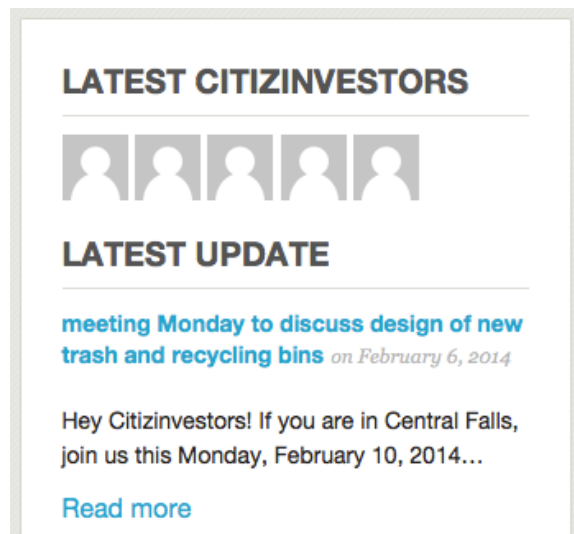 LATEST CITIZINVESTORS
LATEST UPDATE
meeting Monday to discuss design of new
trash and recycling bins on February 6, 2014
Hey Citizinvestors! If you are in Central Falls,
join us this Monday, February 10, 2014...
Read more